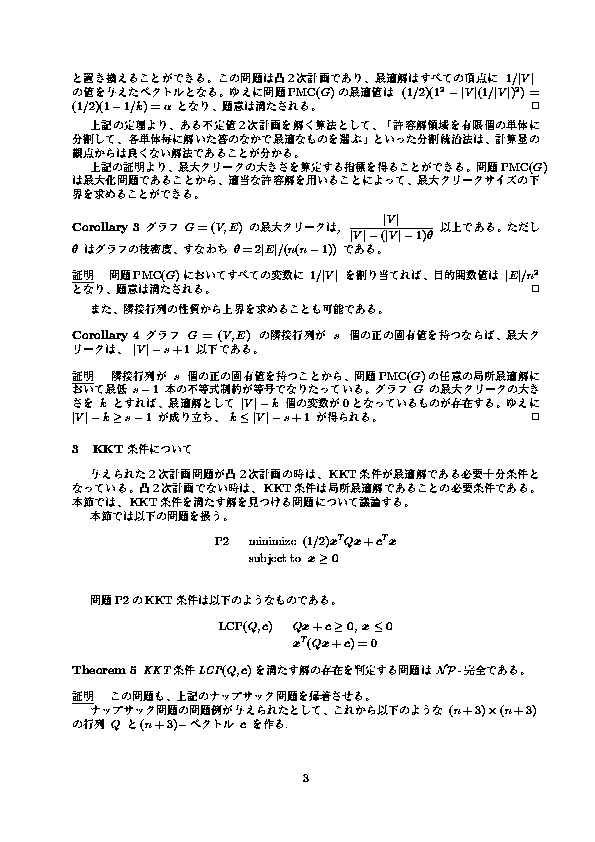 と置き換えることができる。この問題は凸2次計画であり、最適解はすべての頂点に 1/|V|
の値を与えたベクトルとなる。ゆえに問題PMC(G)の最適値は (1/2)(1² − |V|(1/|V|)²) =
(1/2)(1 − 1/k) = α となり、題意は満たされる。 □
上記の定理より、ある不定値2次計画を解く算法として、「許容解領域を有限個の単体に
分割して、各単体毎に解いた答のなかで最適なものを選ぶ」といった分割統治法は、計算量の
観点からは良くない解法であることが分かる。
上記の証明より、最大クリークの大きさを算定する指標を得ることができる。問題PMC(G)
は最大化問題であることから、適当な許容解を用いることによって、最大クリークサイズの下
界を求めることができる。
Corollary 3 グラフ G = (V, E) の最大クリークは, |V| / (|V| − (|V| − 1)θ) 以上である。ただし
θ はグラフの枝密度、すなわち θ = 2|E|/(n(n − 1)) である。
証明 問題PMC(G)においてすべての変数に 1/|V| を割り当てれば、目的関数値は |E|/n²
となり、題意は満たされる。 □
また、隣接行列の性質から上界を求めることも可能である。
Corollary 4 グラフ G = (V, E) の隣接行列が s 個の正の固有値を持つならば、最大ク
リークは、 |V| − s + 1 以下である。
証明 隣接行列が s 個の正の固有値を持つことから、問題PMC(G)の任意の局所最適解に
おいて最低 s − 1 本の不等式制約が等号でなりたっている。グラフ G の最大クリークの大き
さを k とすれば、最適解として |V| − k 個の変数が0となっているものが存在する。ゆえに
|V| − k ≥ s − 1 が成り立ち、 k ≤ |V| − s + 1 が得られる。 □
3 KKT条件について
与えられた2次計画問題が凸2次計画の時は、KKT条件が最適解である必要十分条件と
なっている。凸2次計画でない時は、KKT条件は局所最適解であることの必要条件である。
本節では、KKT条件を満たす解を見つける問題について議論する。
本節では以下の問題を扱う。
P2 minimize (1/2)xᵀQx + cᵀx
subject to x ≥ 0
問題P2のKKT条件は以下のようなものである。
LCP(Q, c) Qx + c ≥ 0, x ≤ 0
xᵀ(Qx + c) = 0
Theorem 5 KKT条件LCP(Q, c)を満たす解の存在を判定する問題はNP-完全である。
証明 この問題も、上記のナップサック問題を帰着させる。
ナップサック問題の問題例が与えられたとして、これから以下のような (n + 3) × (n + 3)
の行列 Q と (n + 3)− ベクトル c を作る.
3